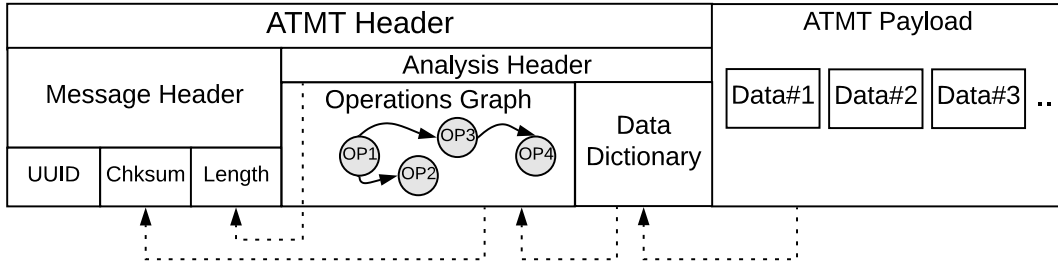 ATMT Header
ATMT Payload
Message Header
Analysis Header
Operations Graph
OP1
OP2
OP3
OP4
Data
Dictionary
Data#1
Data#2
Data#3
..
UUID
Chksum
Length